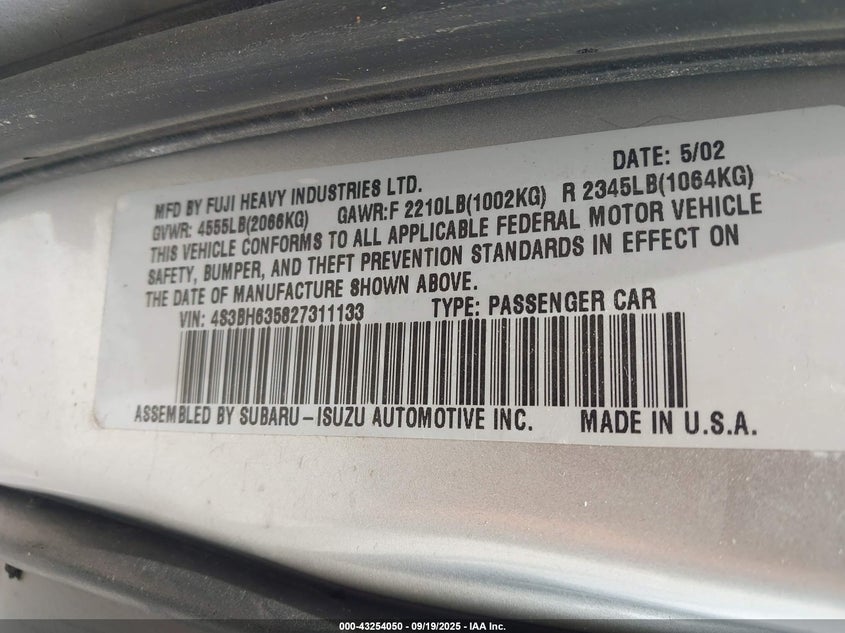 DATE: 5/02
MFD BY FUJI HEAVY INDUSTRIES LTD.
GVWR: 4555LB(2066KG) GAWR:F 2210LB(1002KG) R 2345LB(1064KG)
THIS VEHICLE CONFORMS TO ALL APPLICABLE FEDERAL MOTOR VEHICLE
SAFETY, BUMPER, AND THEFT PREVENTION STANDARDS IN EFFECT ON
THE DATE OF MANUFACTURE SHOWN ABOVE.
VIN: 4S3BH635827311133 TYPE: PASSENGER CAR
ASSEMBLED BY SUBARU-ISUZU AUTOMOTIVE INC. MADE IN U.S.A.
000-43254050 - 09/19/2025 - IAA Inc.